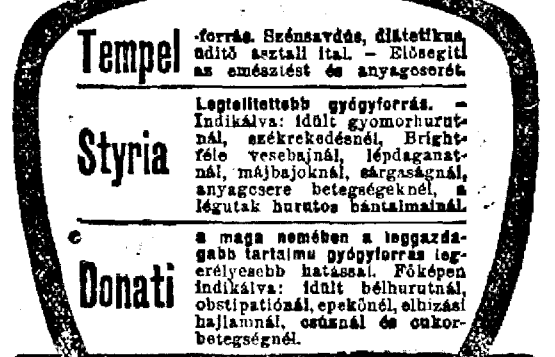 Tempel
-forrás. Szénsavdús, diätetikus
üditő asztali ital. – Elősegiti
az emésztést és anyagcserét.
Styria
Legtelitettebb gyógyforrás. –
Indikálva: idült gyomorhurut-
nál, székrekedésnél, Bright-
féle vesebajnál, lépdaganat-
nál, májbajoknál, sárgaságnál,
anyagcsere betegségeknél, a
légutak hurutos bántalmainál.
Donati
a maga nemében a leggazda-
gabb tartalmu gyógyforrás leg-
erélyesebb hatással. Főképen
indikálva: idült bélhurutnál,
obstipatiónál, epekőnél, elhizási
hajlamnál, csúznál és cukor-
betegségnél.